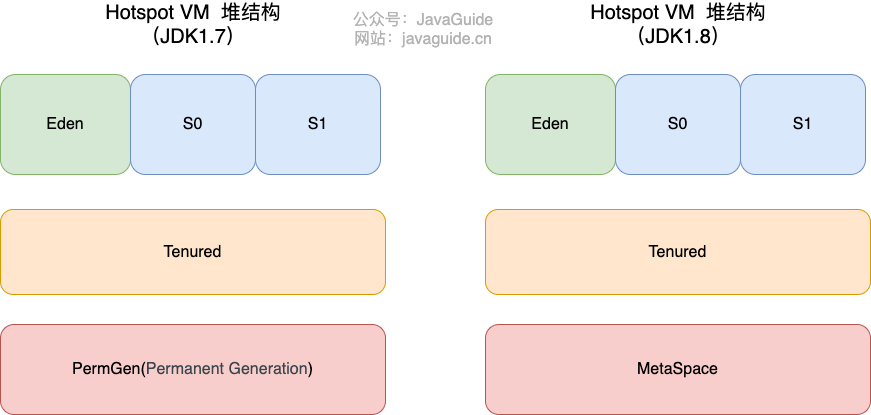 Hotspot VM 堆结构
（JDK1.7）
公众号：JavaGuide
网站：javaguide.cn
Hotspot VM 堆结构
（JDK1.8）
Eden
S0
S1
Eden
S0
S1
Tenured
Tenured
PermGen(Permanent Generation)
MetaSpace